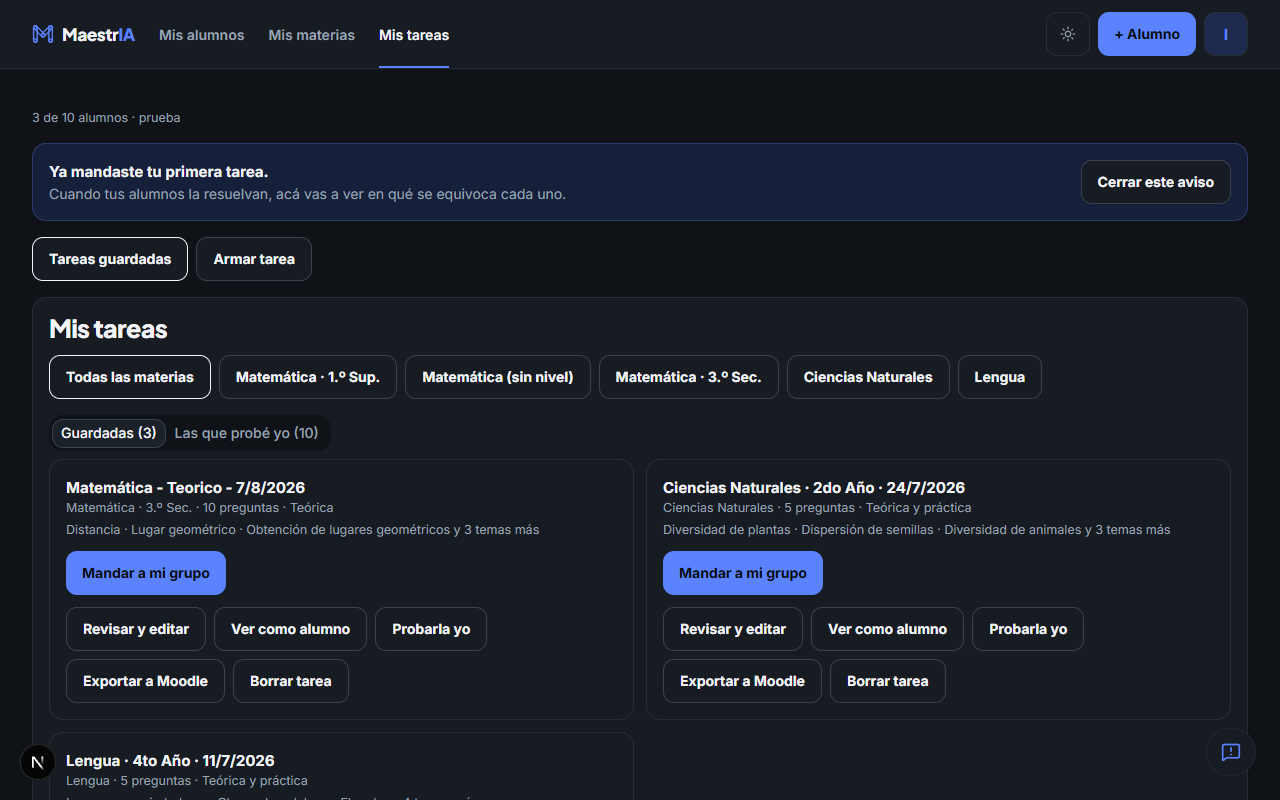 MaestrIA Mis alumnos Mis materias Mis tareas + Alumno I
3 de 10 alumnos · prueba
Ya mandaste tu primera tarea.
Cuando tus alumnos la resuelvan, acá vas a ver en qué se equivoca cada uno.
Cerrar este aviso
Tareas guardadas Armar tarea
Mis tareas
Todas las materias Matemática · 1.º Sup. Matemática (sin nivel) Matemática · 3.º Sec. Ciencias Naturales Lengua
Guardadas (3) Las que probé yo (10)
Matemática - Teorico - 7/8/2026
Matemática · 3.º Sec. · 10 preguntas · Teórica
Distancia · Lugar geométrico · Obtención de lugares geométricos y 3 temas más
Mandar a mi grupo
Revisar y editar Ver como alumno Probarla yo
Exportar a Moodle Borrar tarea
Ciencias Naturales · 2do Año · 24/7/2026
Ciencias Naturales · 5 preguntas · Teórica y práctica
Diversidad de plantas · Dispersión de semillas · Diversidad de animales y 3 temas más
Mandar a mi grupo
Revisar y editar Ver como alumno Probarla yo
Exportar a Moodle Borrar tarea
Lengua · 4to Año · 11/7/2026
Lengua · 5 preguntas · Teórica y práctica
N